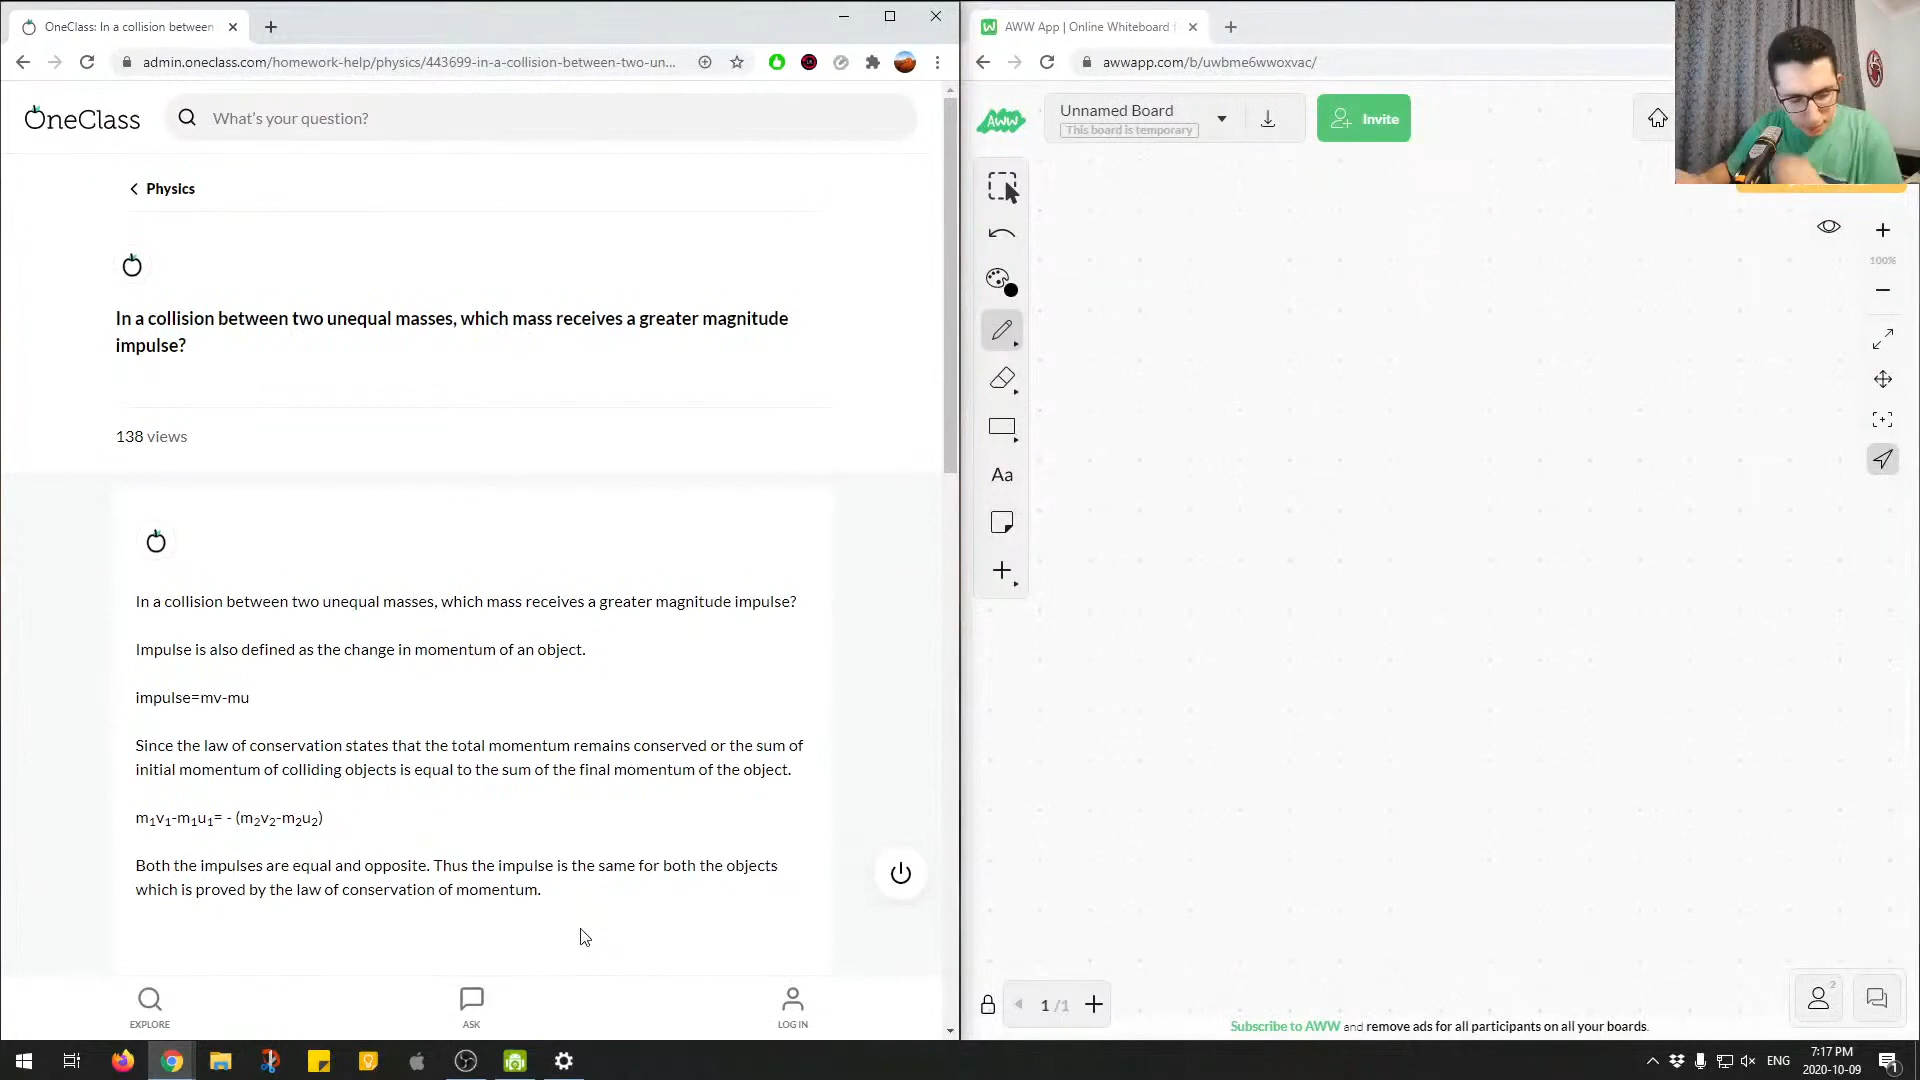 OneClass: In a collision between
admin.oneclass.com/homework-help/physics/443699-in-a-collision-between-two-un...
OneClass
What's your question?
Physics
In a collision between two unequal masses, which mass receives a greater magnitude
impulse?
138 views
In a collision between two unequal masses, which mass receives a greater magnitude impulse?
Impulse is also defined as the change in momentum of an object.
impulse=mv-mu
Since the law of conservation states that the total momentum remains conserved or the sum of
initial momentum of colliding objects is equal to the sum of the final momentum of the object.
m₁v₁-m₁u₁= - (m₂v₂-m₂u₂)
Both the impulses are equal and opposite. Thus the impulse is the same for both the objects
which is proved by the law of conservation of momentum.
EXPLORE
ASK
LOG IN
AWW App | Online Whiteboard f
awwapp.com/b/uwbme6wwoxvac/
AWW
Unnamed Board
This board is temporary
Invite
100%
Aa
1 /1
2
Subscribe to AWW and remove ads for all participants on all your boards.
ENG
7:17 PM
2020-10-09
1